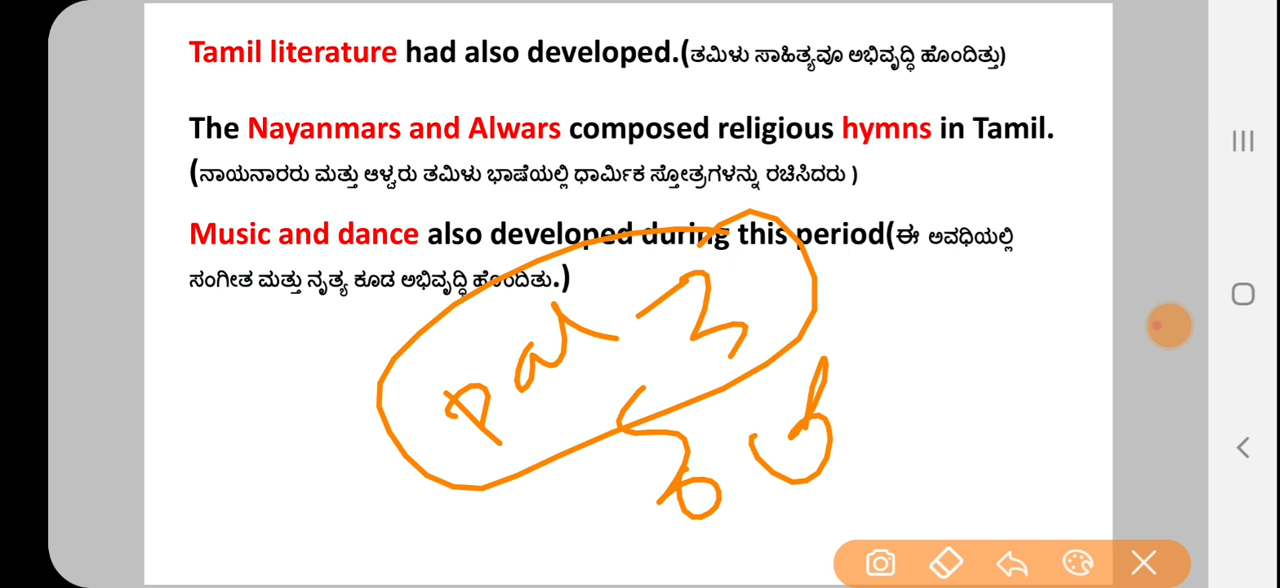 Tamil literature had also developed.(ತಮಿಳು ಸಾಹಿತ್ಯವೂ ಅಭಿವೃದ್ಧಿ ಹೊಂದಿತ್ತು)
The Nayanmars and Alwars composed religious hymns in Tamil.
(ನಾಯನಾರರು ಮತ್ತು ಆಳ್ವರು ತಮಿಳು ಭಾಷೆಯಲ್ಲಿ ಧಾರ್ಮಿಕ ಸ್ತೋತ್ರಗಳನ್ನು ರಚಿಸಿದರು )
Music and dance also developed during this period(ಈ ಅವಧಿಯಲ್ಲಿ
ಸಂಗೀತ ಮತ್ತು ನೃತ್ಯ ಕೂಡ ಅಭಿವೃದ್ಧಿ ಹೊಂದಿತು.)